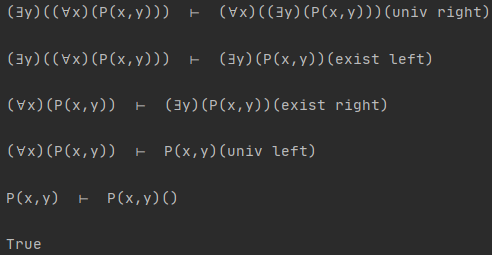 (∃y)((∀x)(P(x,y)))  ⊢  (∀x)((∃y)(P(x,y)))(univ right)
(∃y)((∀x)(P(x,y)))  ⊢  (∃y)(P(x,y))(exist left)
(∀x)(P(x,y))  ⊢  (∃y)(P(x,y))(exist right)
(∀x)(P(x,y))  ⊢  P(x,y)(univ left)
P(x,y)  ⊢  P(x,y)()
True